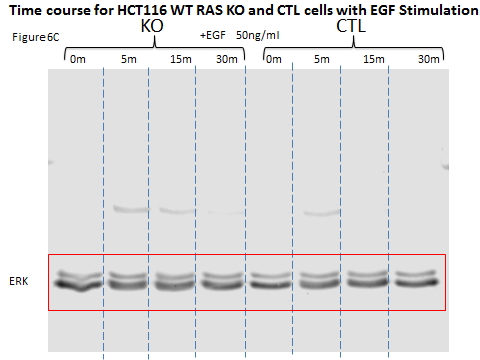 Time course for HCT116 WT RAS KO and CTL cells with EGF Stimulation
KO CTL
Figure6C +EGF 50ng/ml
0m 5m 15m 30m 0m 5m 15m 30m
ERK